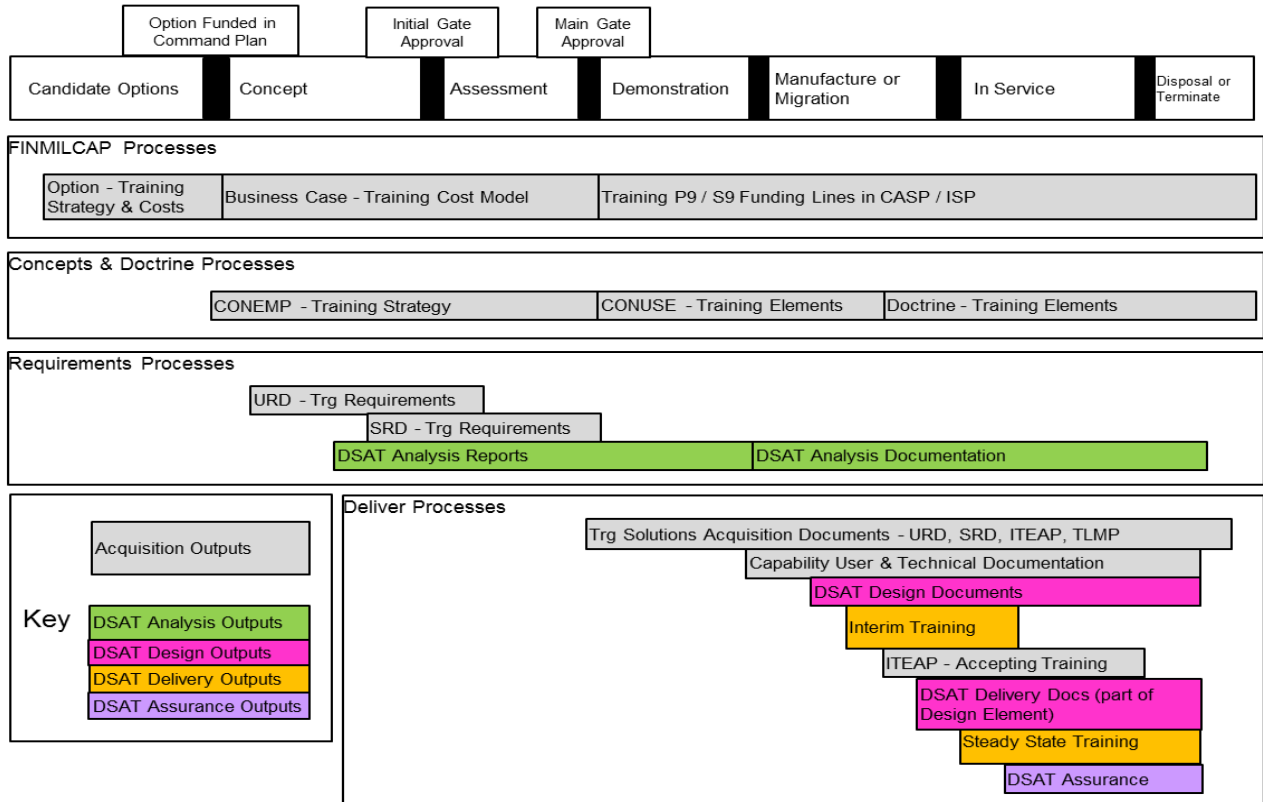 Option Funded in
Command Plan
Initial Gate
Approval
Main Gate
Approval
Candidate Options
Concept
Assessment
Demonstration
Manufacture or
Migration
In Service
Disposal or
Terminate
FINMILCAP Processes
Option - Training
Strategy & Costs
Business Case - Training Cost Model
Training P9 / S9 Funding Lines in CASP / ISP
Concepts & Doctrine Processes
CONEMP - Training Strategy
CONUSE - Training Elements
Doctrine - Training Elements
Requirements Processes
URD - Trg Requirements
SRD - Trg Requirements
DSAT Analysis Reports
DSAT Analysis Documentation
Key
Acquisition Outputs
DSAT Analysis Outputs
DSAT Design Outputs
DSAT Delivery Outputs
DSAT Assurance Outputs
Deliver Processes
Trg Solutions Acquisition Documents - URD, SRD, ITEAP, TLMP
Capability User & Technical Documentation
DSAT Design Documents
Interim Training
ITEAP - Accepting Training
DSAT Delivery Docs (part of
Design Element)
Steady State Training
DSAT Assurance